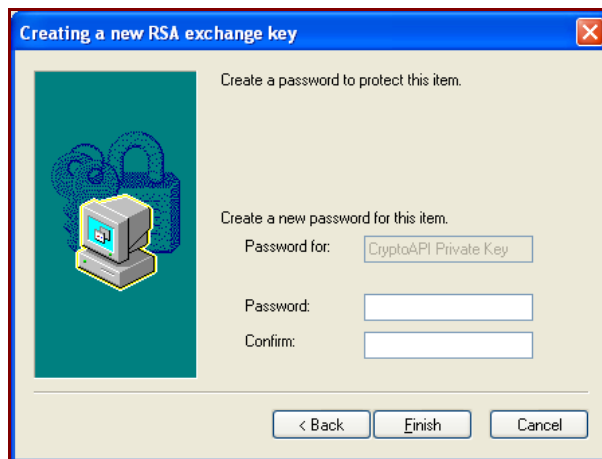 Creating a new RSA exchange key
Create a password to protect this item.
Create a new password for this item.
Password for: CryptoAPI Private Key
Password:
Confirm:
< Back Finish Cancel